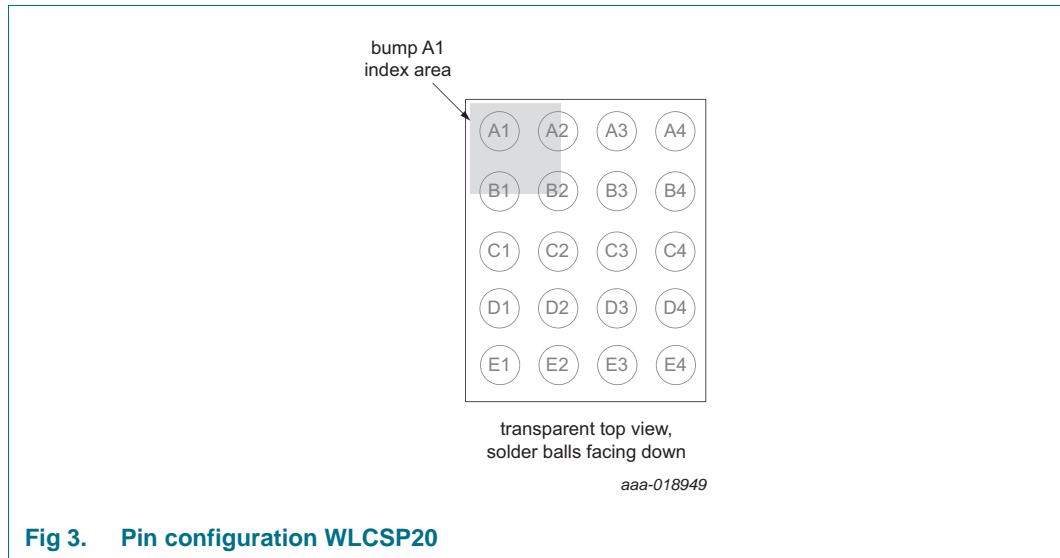 bump A1
index area
A1 A2 A3 A4
B1 B2 B3 B4
C1 C2 C3 C4
D1 D2 D3 D4
E1 E2 E3 E4
transparent top view,
solder balls facing down
aaa-018949
Fig 3. Pin configuration WLCSP20